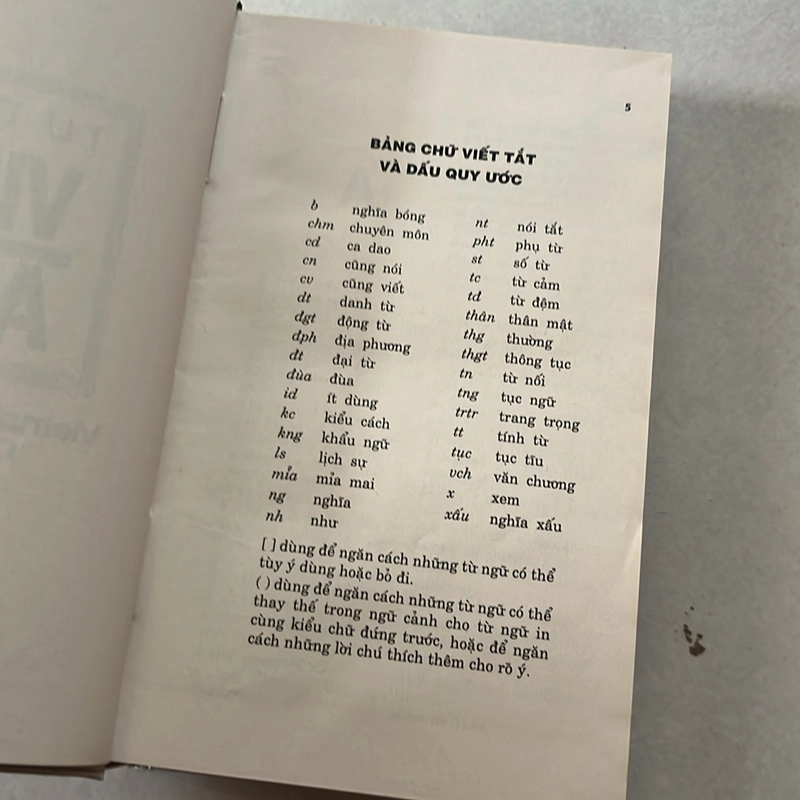 5
BẢNG CHỮ VIẾT TẮT
VÀ DẤU QUY ƯỚC
b nghĩa bóng
chm chuyên môn
cd ca dao
cn cũng nói
cv cũng viết
dt danh từ
đgt động từ
đph địa phương
đt đại từ
đùa đùa
id ít dùng
kc kiểu cách
kng khẩu ngữ
ls lịch sự
mỉa mỉa mai
ng nghĩa
nh như
nt nói tắt
pht phụ từ
st số từ
tc từ cảm
td từ đệm
thân thân mật
thg thường
thgt thông tục
tn từ nối
tng tục ngữ
trtr trang trọng
tt tính từ
tục tục tĩu
vch văn chương
x xem
xấu nghĩa xấu
[ ] dùng để ngăn cách những từ ngữ có thể
tùy ý dùng hoặc bỏ đi.
( ) dùng để ngăn cách những từ ngữ có thể
thay thế trong ngữ cảnh cho từ ngữ in
cùng kiểu chữ đứng trước, hoặc để ngăn
cách những lời chú thích thêm cho rõ ý.